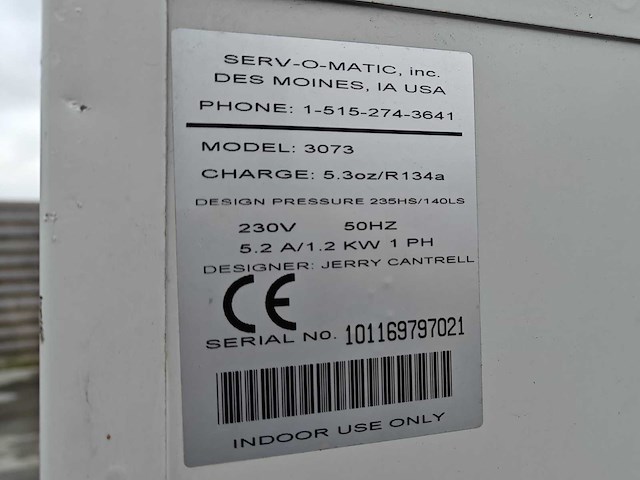 SERV-O-MATIC, inc.
DES MOINES, IA USA
PHONE: 1-515-274-3641
MODEL: 3073
CHARGE: 5.3oz/R134a
DESIGN PRESSURE 235HS/140LS
230V 50HZ
5.2 A/1.2 KW 1 PH
DESIGNER: JERRY CANTRELL
CE
SERIAL No. 101169797021
INDOOR USE ONLY